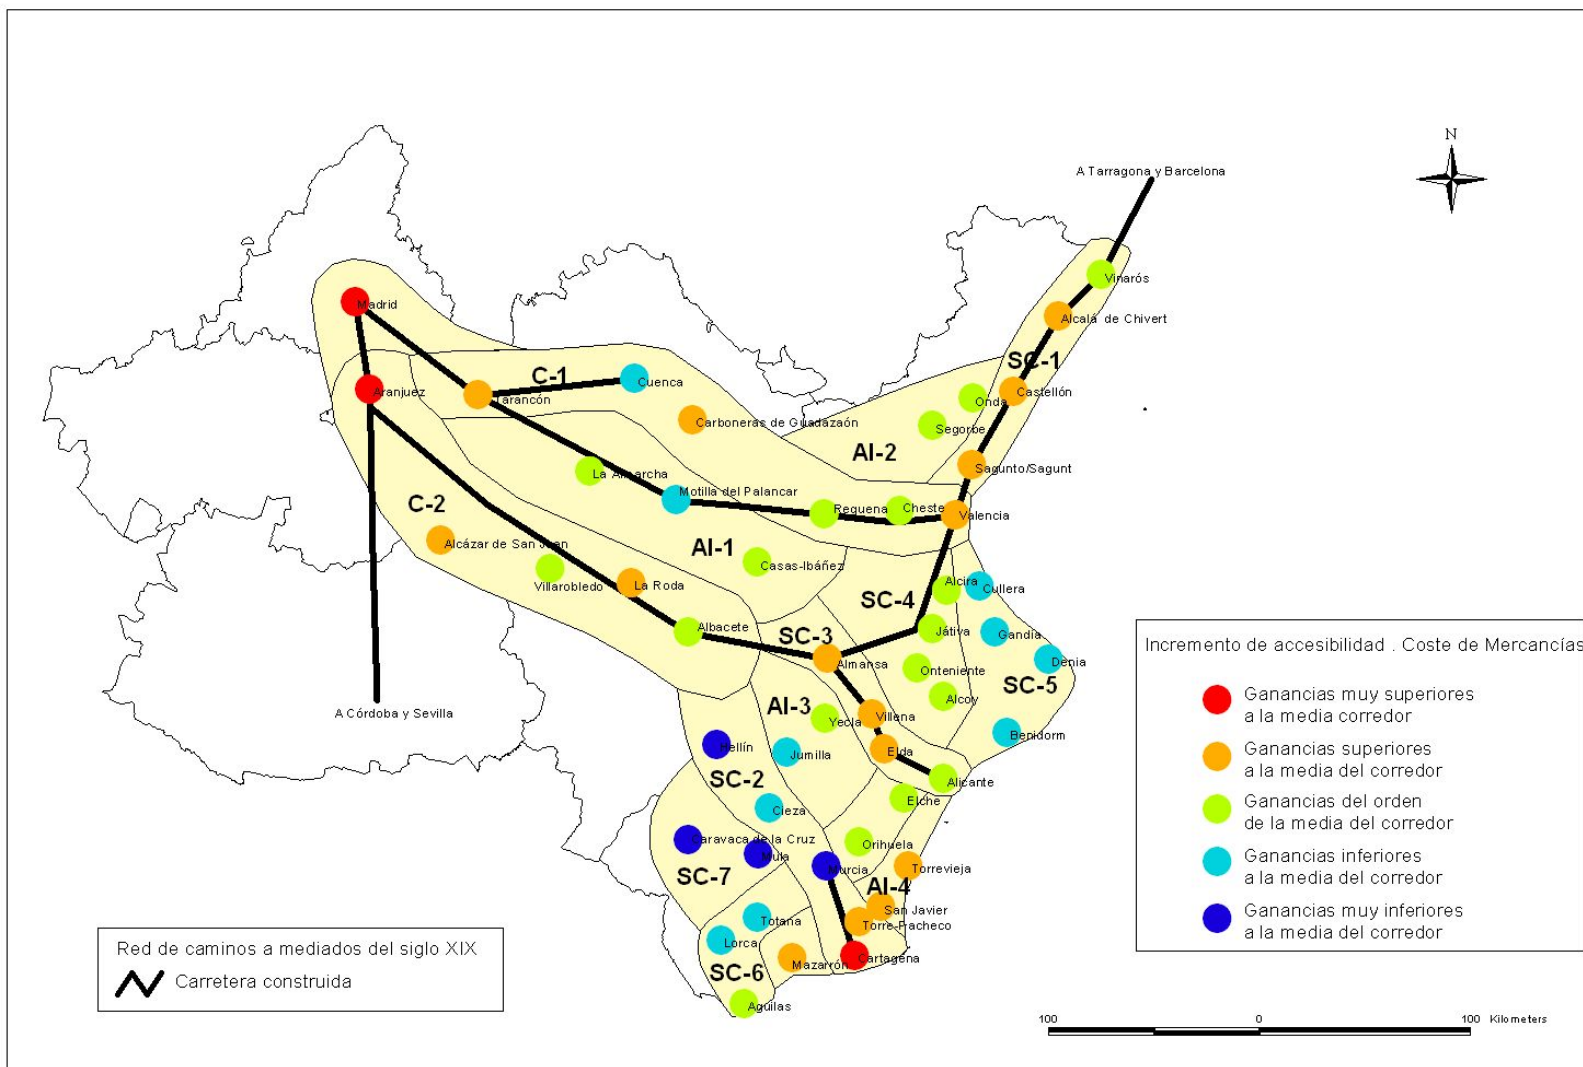 N
A Tarragona y Barcelona
Vinarós
Madrid
Alcalá de Chivert
SC-1
C-1
Cuenca
Aranjuez
Tarancón
Castellón
Onda
Carboneras de Guadazaón
Segorbe
AI-2
Sagunto/Sagunt
La Almarcha
Motilla del Palancar
C-2
Requena
Cheste
Valencia
Alcázar de San Juan
AI-1
Casas-Ibáñez
Villarobledo
La Roda
Alcira
Cullera
SC-4
Albacete
SC-3
Játiva
Gandía
Almansa
Onteniente
Denia
SC-5
Alcoy
A Córdoba y Sevilla
AI-3
Yecla
Villena
Benidorm
Hellín
Jumilla
Elda
SC-2
Alicante
Elche
Cieza
Caravaca de la Cruz
Orihuela
Mula
SC-7
Murcia
Torrevieja
AI-4
San Javier
Totana
Torre-Pacheco
Lorca
Mazarrón
Cartagena
SC-6
Aguilas
Incremento de accesibilidad . Coste de Mercancías
Ganancias muy superiores
a la media corredor
Ganancias superiores
a la media del corredor
Ganancias del orden
de la media del corredor
Ganancias inferiores
a la media del corredor
Ganancias muy inferiores
a la media del corredor
Red de caminos a mediados del siglo XIX
Carretera construida
100 0 100 Kilometers